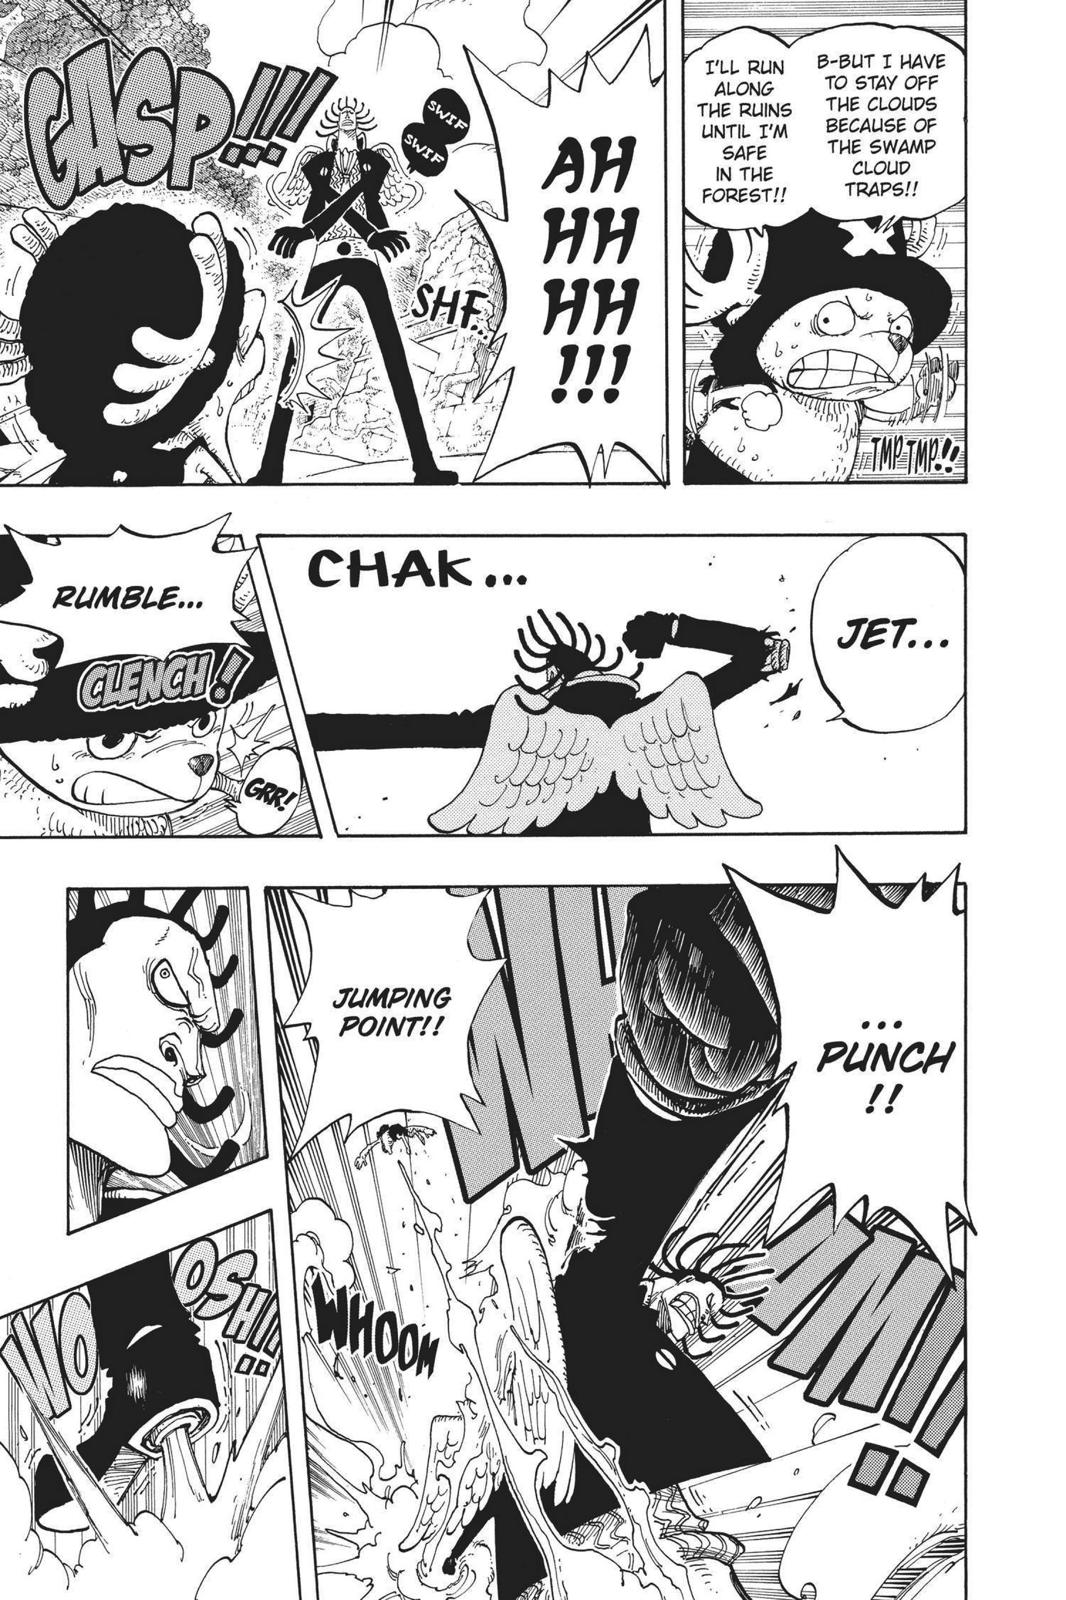 B-BUT I HAVE
TO STAY OFF
THE CLOUDS
BECAUSE OF
THE SWAMP
CLOUD
TRAPS!!
I'LL RUN
ALONG
THE RUINS
UNTIL I'M
SAFE
IN THE
FOREST!!
TMP TMP!!
AH
HH
HH
!!!
SWIF
SWIF
SHF...
GASP!!!
JET...
CHAK...
RUMBLE...
CLENCH!
GRR!
...
PUNCH
!!
JUMPING
POINT!!
WHOOM
WOOSH!!